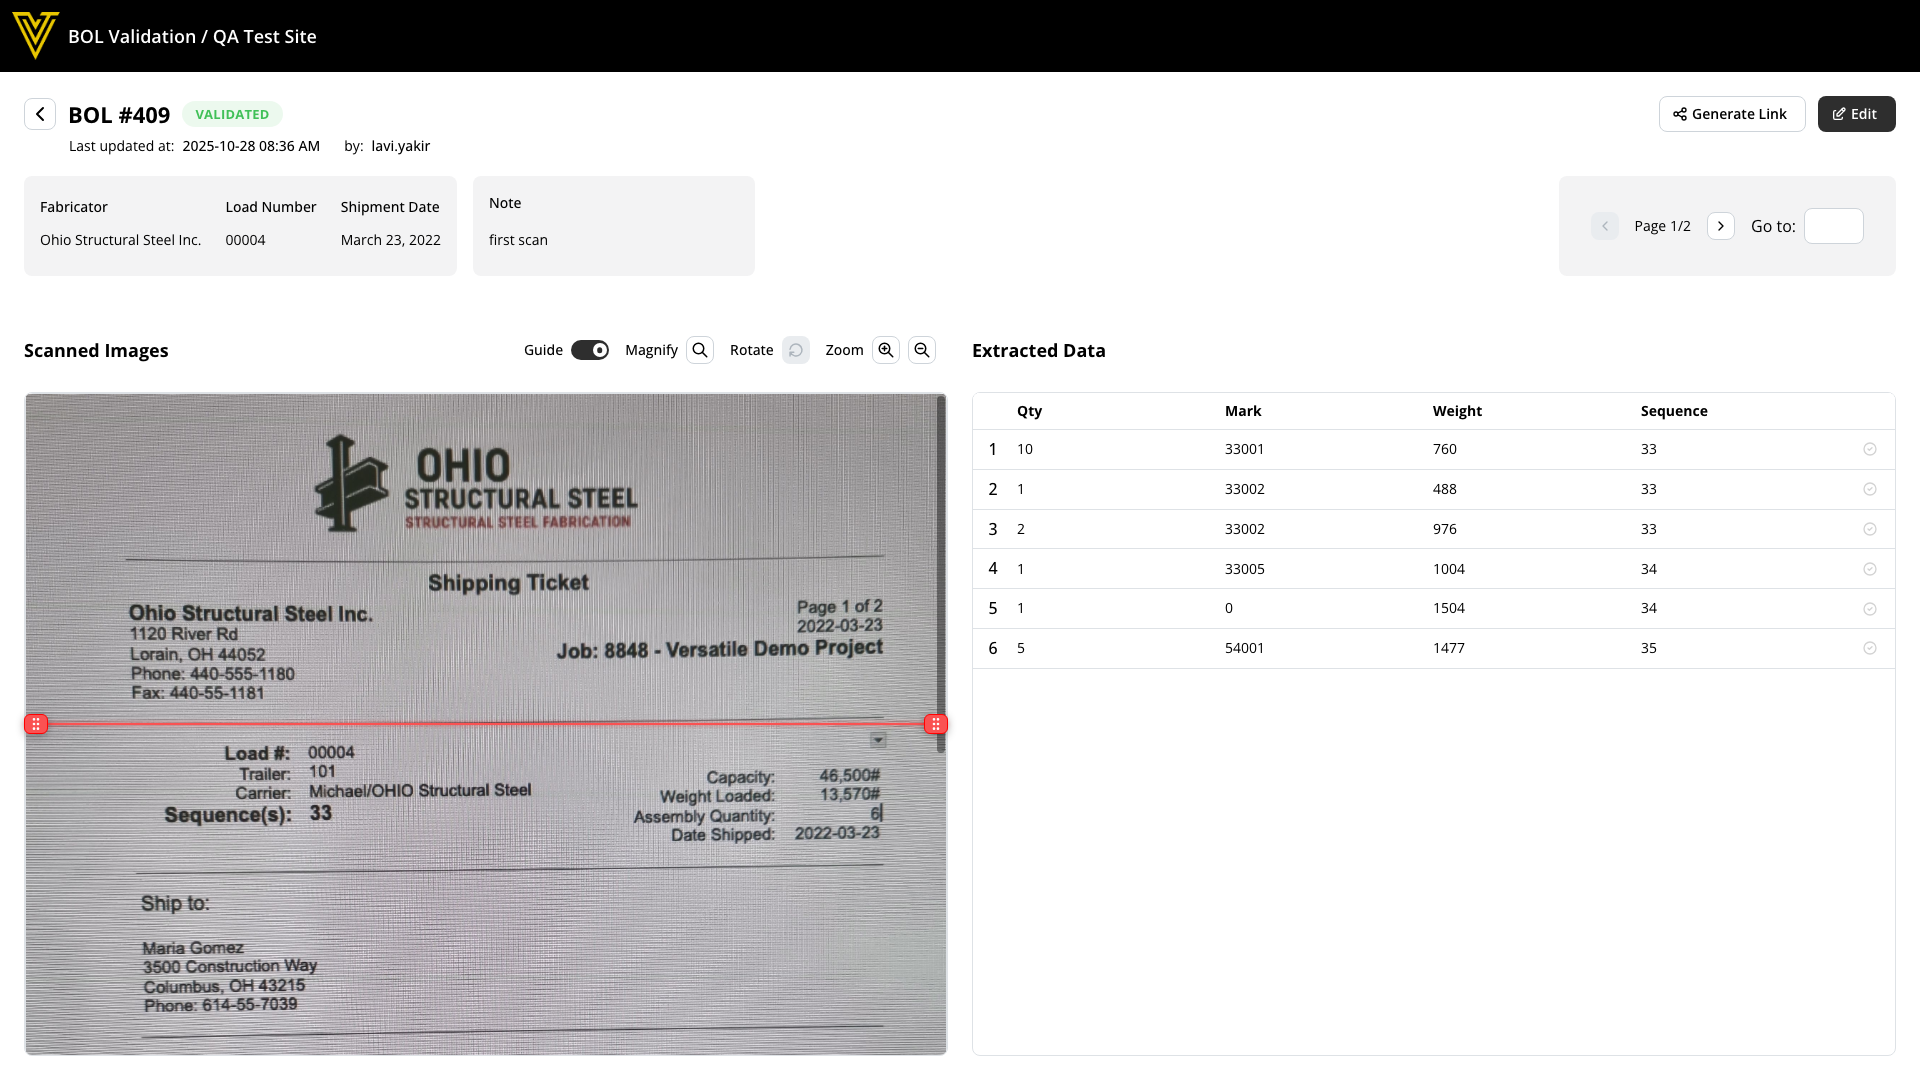 BOL Validation / QA Test Site
BOL #409 VALIDATED
Generate Link
Edit
Last updated at: 2025-10-28 08:36 AM by: lavi.yakir
Fabricator Load Number Shipment Date
Ohio Structural Steel Inc. 00004 March 23, 2022
Note
first scan
Page 1/2 Go to:
Scanned Images
Guide Magnify Rotate Zoom
OHIO
STRUCTURAL STEEL
STRUCTURAL STEEL FABRICATION
Shipping Ticket
Ohio Structural Steel Inc.
1120 River Rd
Lorain, OH 44052
Phone: 440-555-1180
Fax: 440-55-1181
Page 1 of 2
2022-03-23
Job: 8848 - Versatile Demo Project
Load #: 00004
Trailer: 101
Carrier: Michael/OHIO Structural Steel
Sequence(s): 33
Capacity: 46,500#
Weight Loaded: 13,570#
Assembly Quantity: 6
Date Shipped: 2022-03-23
Ship to:
Maria Gomez
3500 Construction Way
Columbus, OH 43215
Phone: 614-55-7039
Extracted Data
Qty Mark Weight Sequence
1 10 33001 760 33
2 1 33002 488 33
3 2 33002 976 33
4 1 33005 1004 34
5 1 0 1504 34
6 5 54001 1477 35